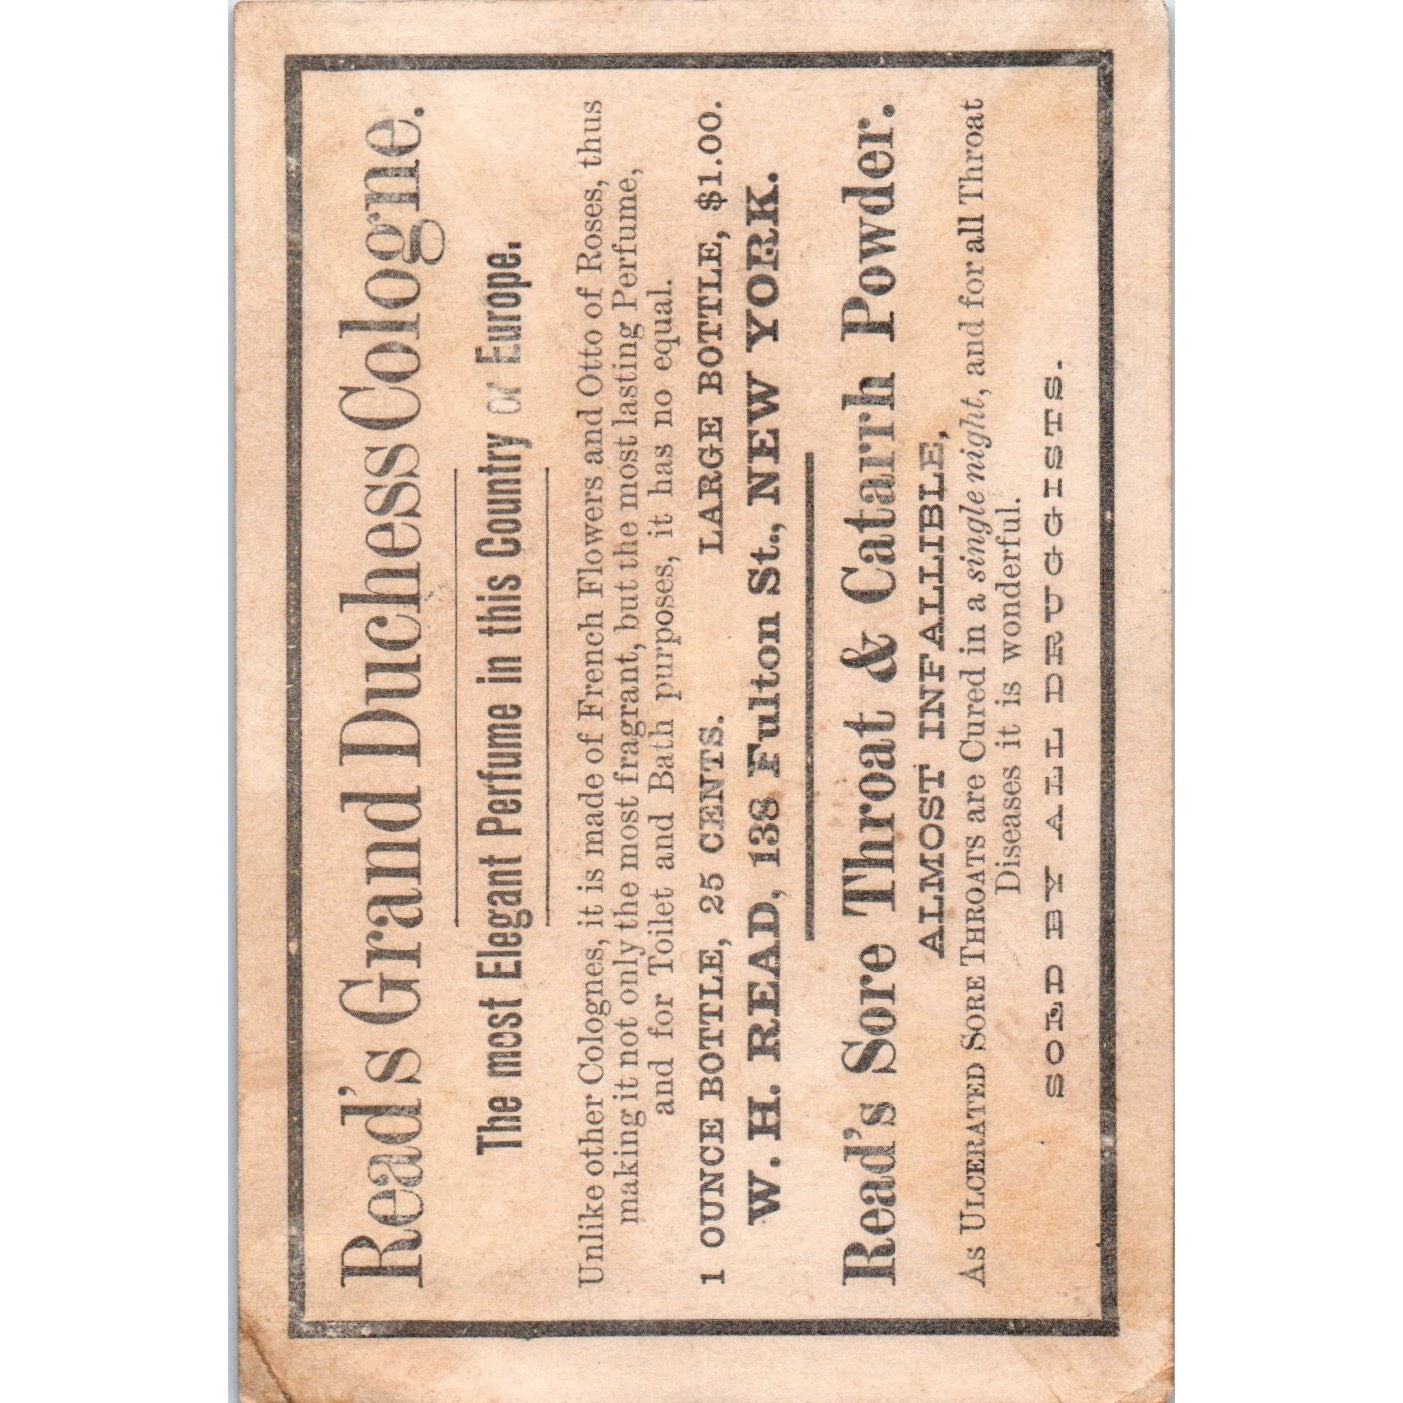 Read's Grand Duchess Cologne.
The most Elegant Perfume in this Country or Europe.
Unlike other Colognes, it is made of French Flowers and Otto of Roses, thus
making it not only the most fragrant, but the most lasting Perfume,
and for Toilet and Bath purposes, it has no equal.
1 OUNCE BOTTLE, 25 CENTS. LARGE BOTTLE, $1.00.
W. H. READ, 138 Fulton St., NEW YORK.
Read's Sore Throat & Catarrh Powder.
ALMOST INFALLIBLE,
As ULCERATED SORE THROATS are Cured in a single night, and for all Throat
Diseases it is wonderful.
SOLD BY ALL DRUGGISTS.